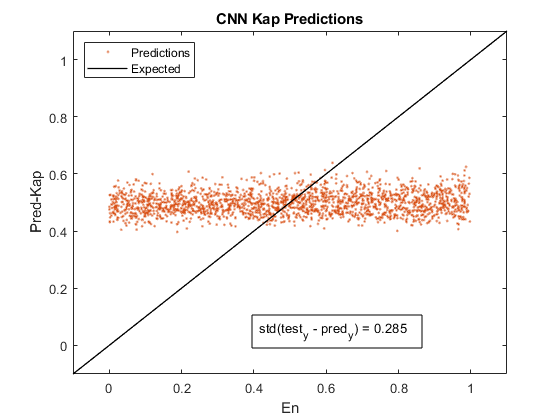 CNN Kap Predictions
Predictions
Expected
1
0.8
0.6
0.4
0.2
0
Pred-Kap
std(test_y - pred_y) = 0.285
0
0.2
0.4
0.6
0.8
1
En